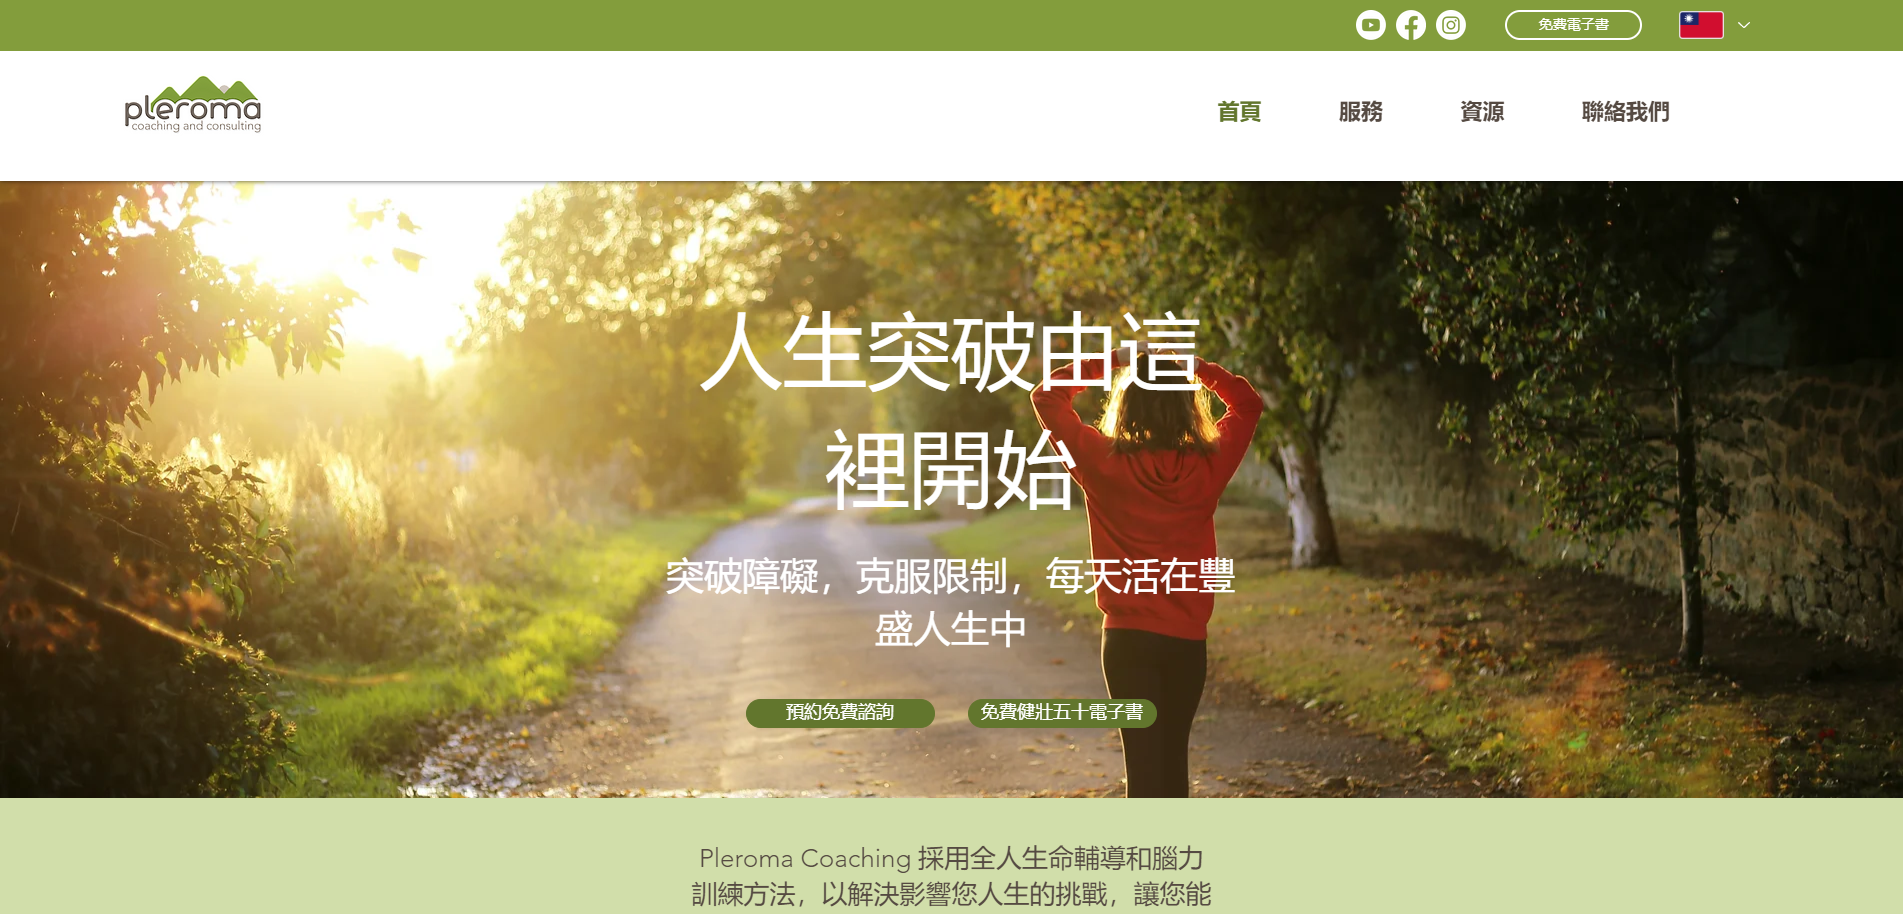 免費電子書
pleroma
coaching and consulting
首頁
服務
資源
聯絡我們
人生突破由這
裡開始
突破障礙，克服限制，每天活在豐
盛人生中
預約免費諮詢
免費健壯五十電子書
Pleroma Coaching 採用全人生命輔導和腦力
訓練方法，以解決影響您人生的挑戰，讓您能